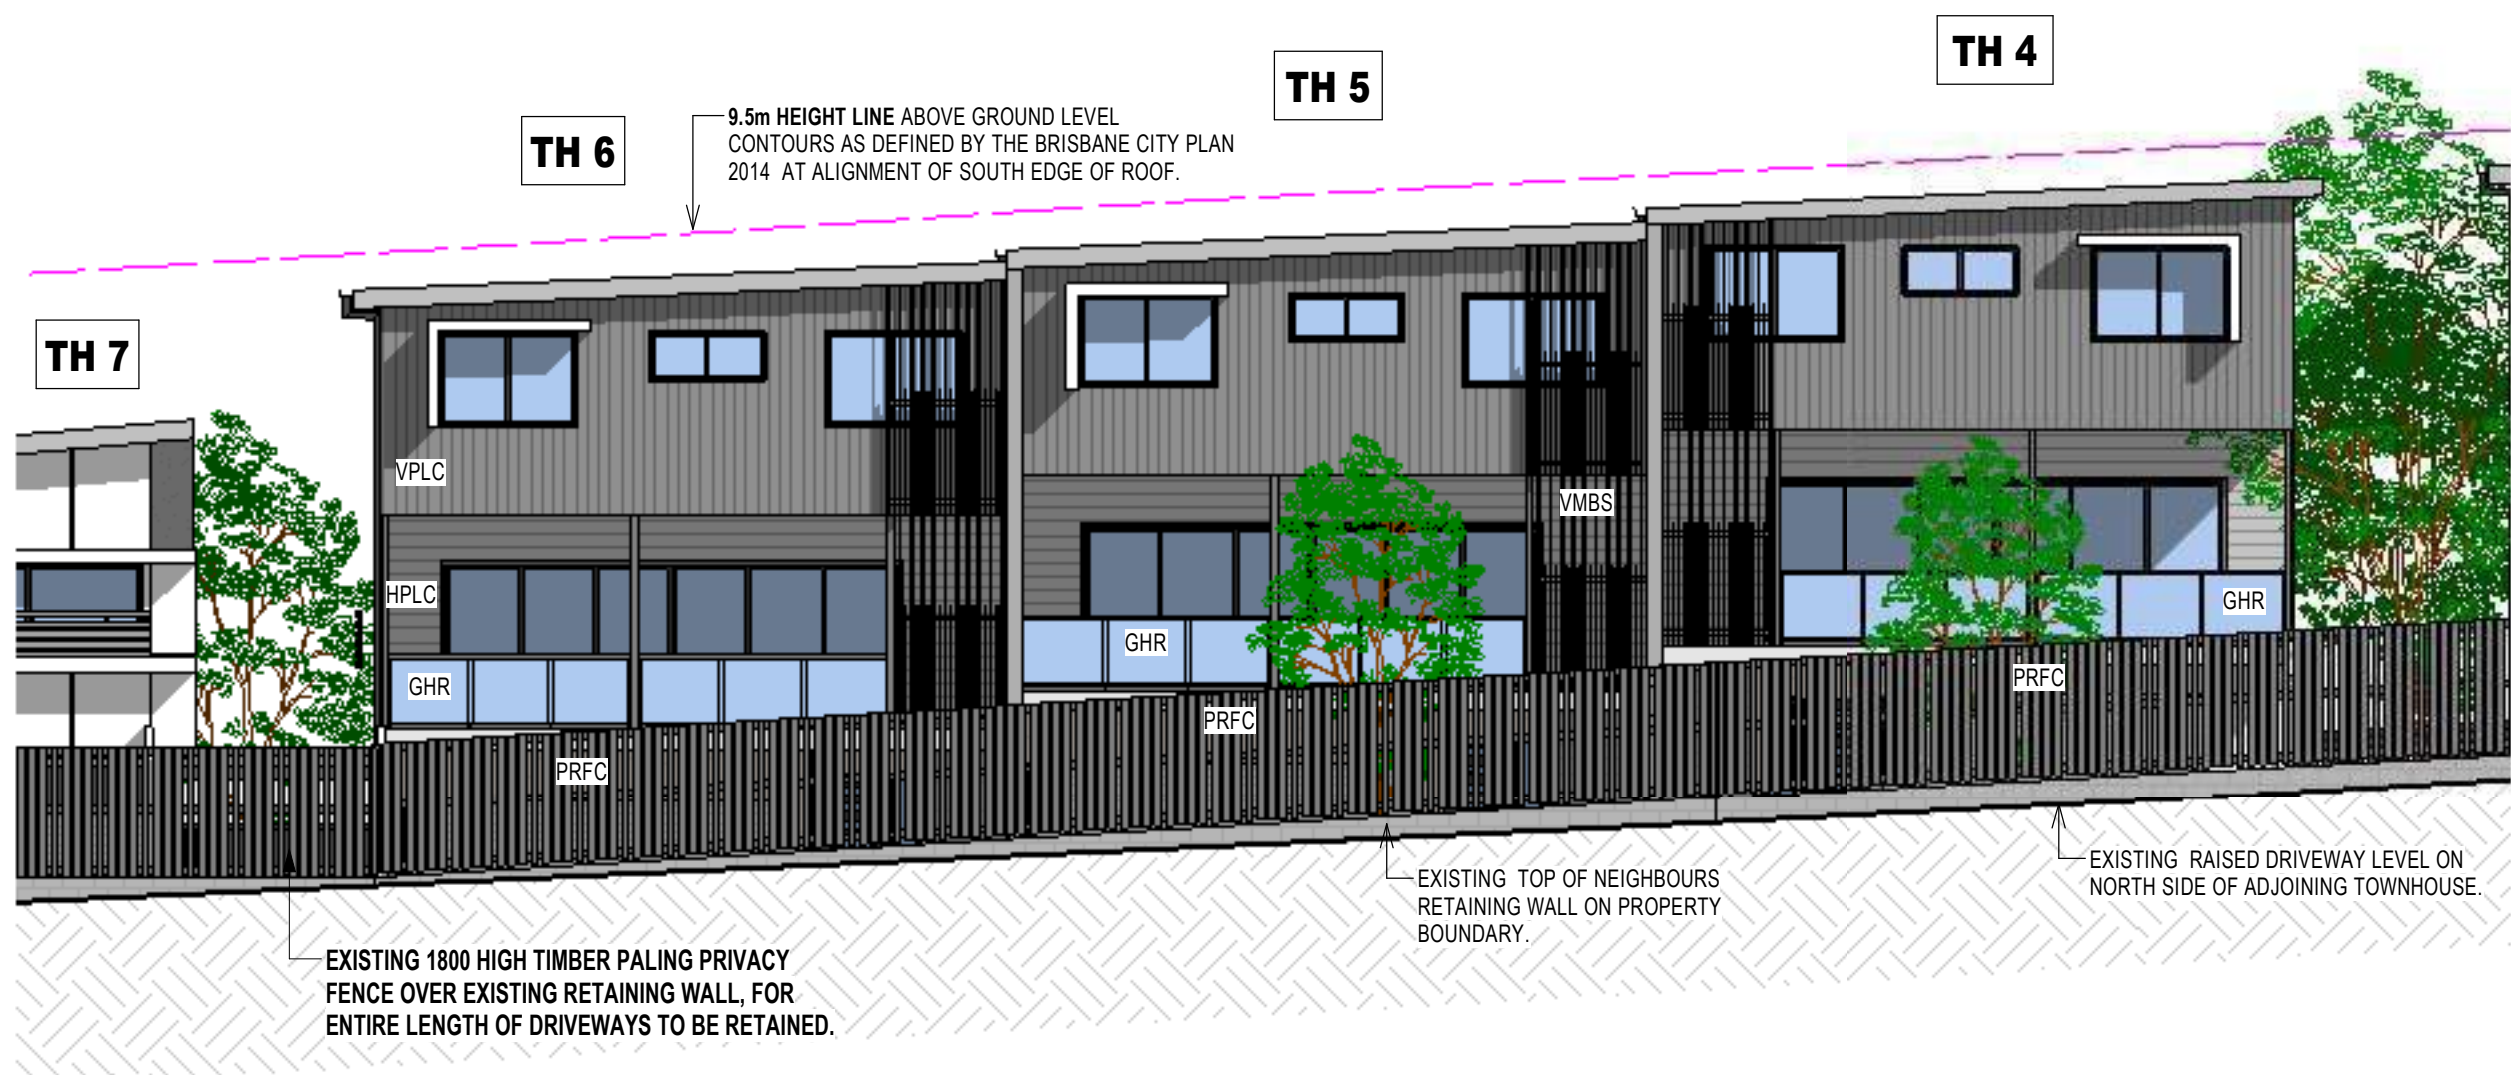 TH 4
TH 5
9.5m HEIGHT LINE ABOVE GROUND LEVEL
CONTOURS AS DEFINED BY THE BRISBANE CITY PLAN
2014 AT ALIGNMENT OF SOUTH EDGE OF ROOF.
TH 6
TH 7
VPLC
VMBS
HPLC
GHR
GHR
GHR
PRFC
PRFC
PRFC
EXISTING RAISED DRIVEWAY LEVEL ON
NORTH SIDE OF ADJOINING TOWNHOUSE.
EXISTING TOP OF NEIGHBOURS
RETAINING WALL ON PROPERTY
BOUNDARY.
EXISTING 1800 HIGH TIMBER PALING PRIVACY
FENCE OVER EXISTING RETAINING WALL, FOR
ENTIRE LENGTH OF DRIVEWAYS TO BE RETAINED.